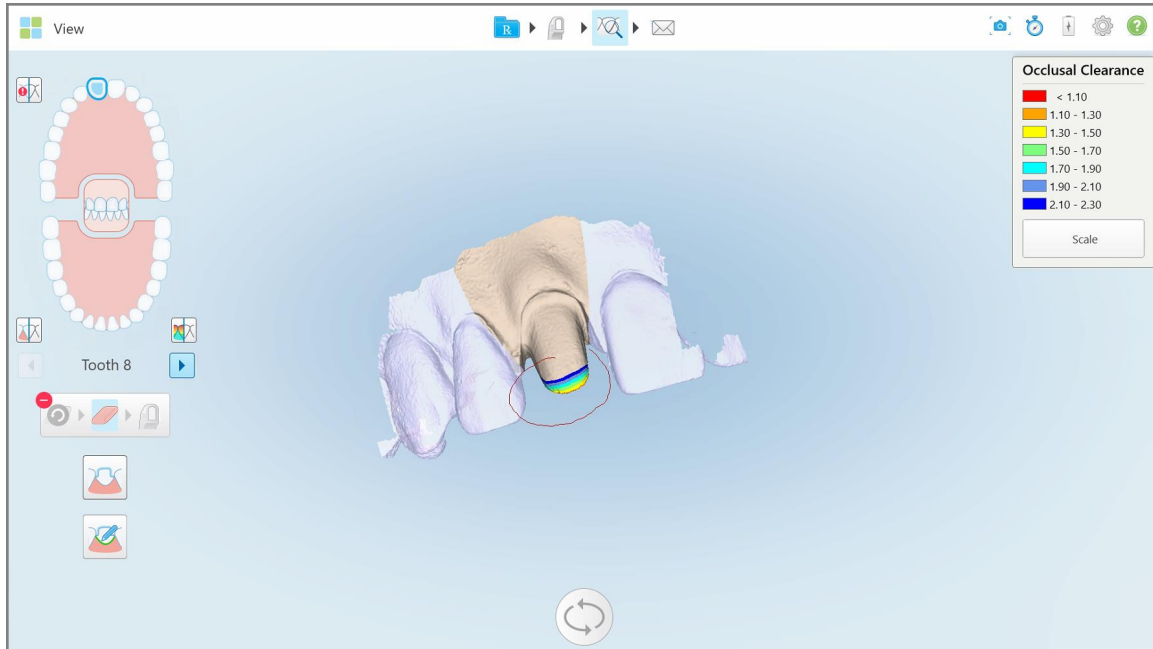 View
R
Occlusal Clearance
< 1.10
1.10 - 1.30
1.30 - 1.50
1.50 - 1.70
1.70 - 1.90
1.90 - 2.10
2.10 - 2.30
Scale
Tooth 8